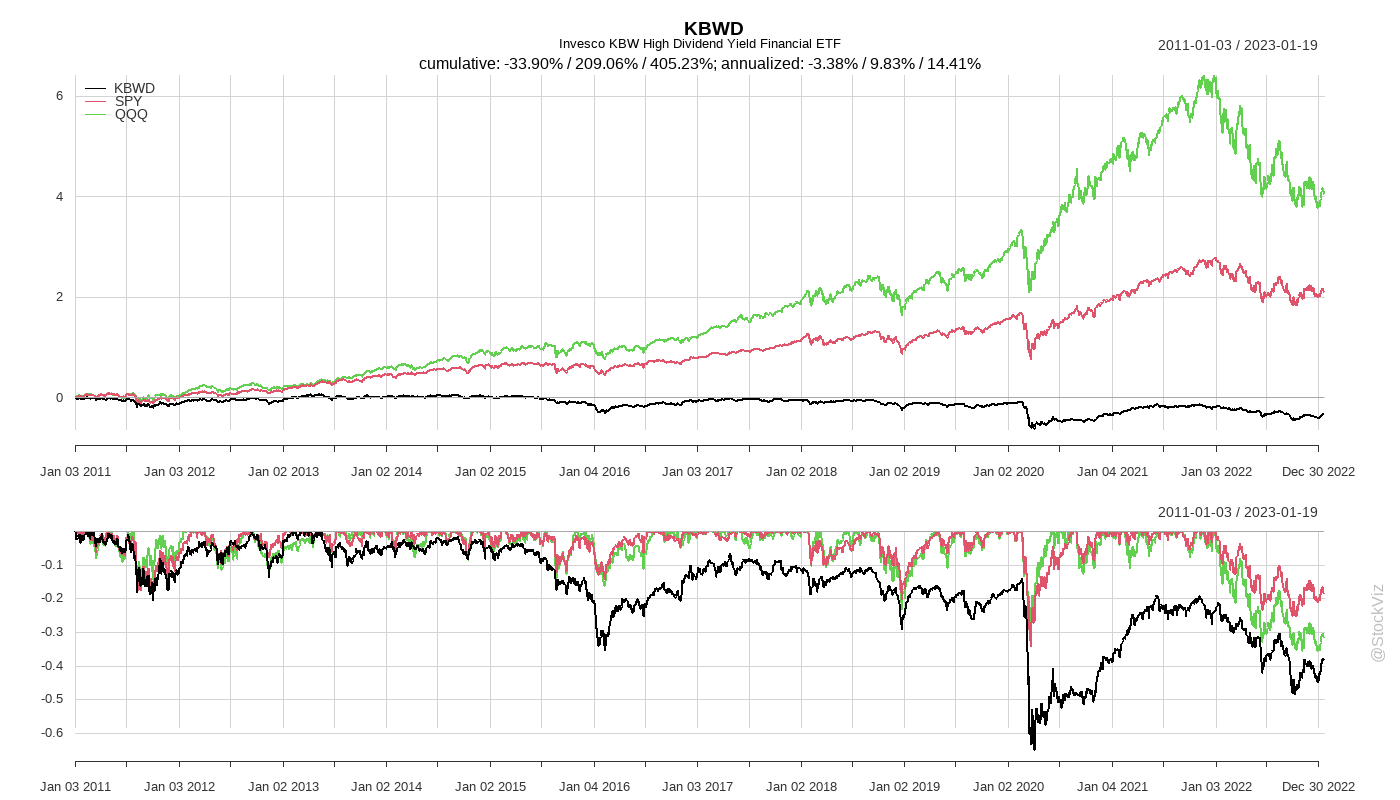 KBWD
Invesco KBW High Dividend Yield Financial ETF
2011-01-03 / 2023-01-19
cumulative: -33.90% / 209.06% / 405.23%; annualized: -3.38% / 9.83% / 14.41%
KBWD
SPY
QQQ
6
4
2
0
Jan 03 2011 Jan 03 2012 Jan 02 2013 Jan 02 2014 Jan 02 2015 Jan 04 2016 Jan 03 2017 Jan 02 2018 Jan 02 2019 Jan 02 2020 Jan 04 2021 Jan 03 2022 Dec 30 2022
2011-01-03 / 2023-01-19
-0.1
-0.2
-0.3
-0.4
-0.5
-0.6
Jan 03 2011 Jan 03 2012 Jan 02 2013 Jan 02 2014 Jan 02 2015 Jan 04 2016 Jan 03 2017 Jan 02 2018 Jan 02 2019 Jan 02 2020 Jan 04 2021 Jan 03 2022 Dec 30 2022
@StockViz